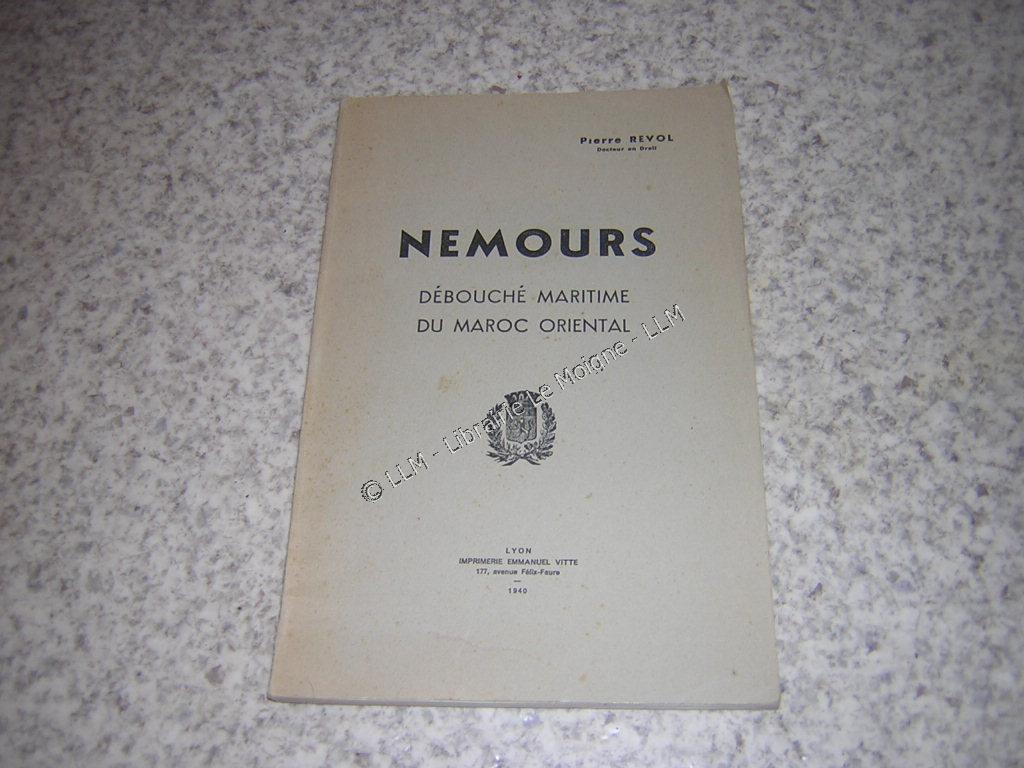 Pierre REVOL
Docteur en Droit
NEMOURS
DÉBOUCHÉ MARITIME
DU MAROC ORIENTAL
© LLM - Librairie Le Moigne - LLM
LYON
IMPRIMERIE EMMANUEL VITTE
177, avenue Félix-Faure
1940